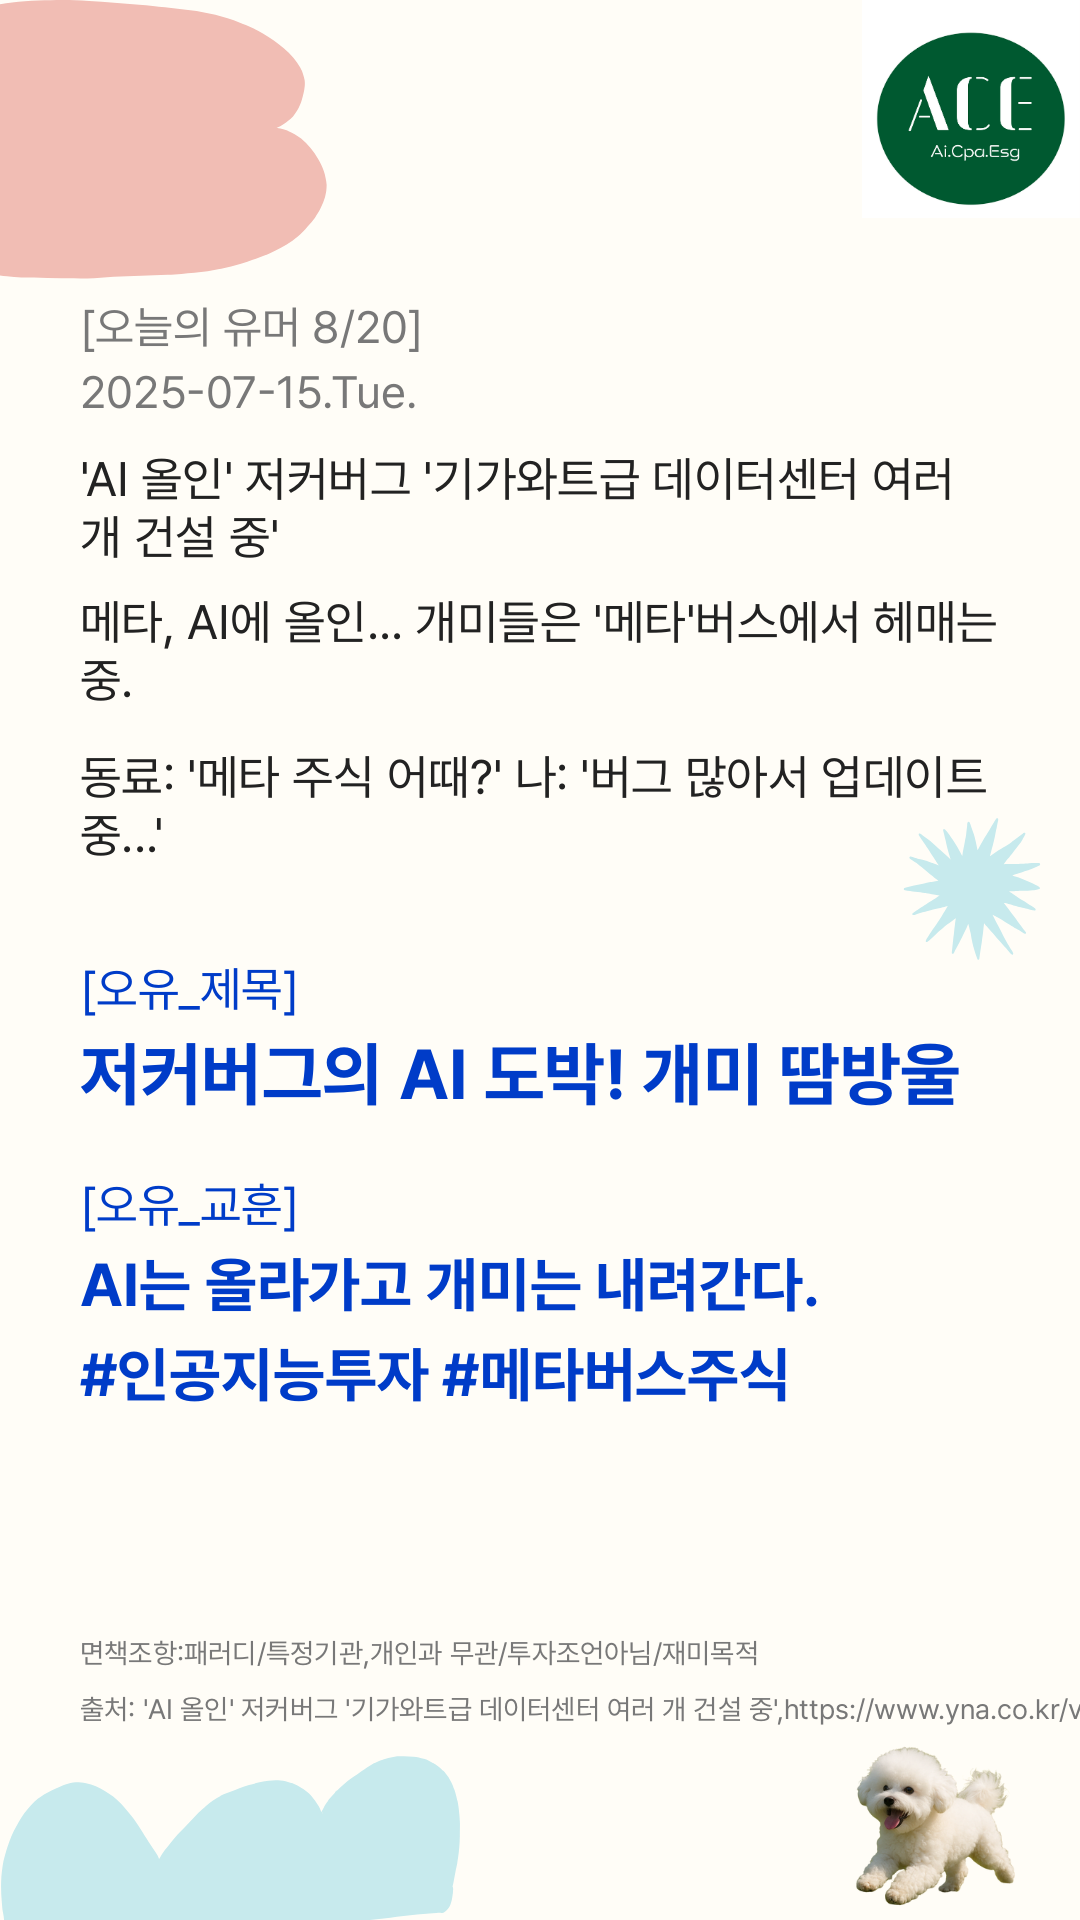 ACE
Ai.Cpa.Esg
[오늘의 유머 8/20]
2025-07-15.Tue.
'AI 올인' 저커버그 '기가와트급 데이터센터 여러
개 건설 중'
메타, AI에 올인... 개미들은 '메타'버스에서 헤매는
중.
동료: '메타 주식 어때?' 나: '버그 많아서 업데이트
중...'
[오유_제목]
저커버그의 AI 도박! 개미 땀방울
[오유_교훈]
AI는 올라가고 개미는 내려간다.
#인공지능투자 #메타버스주식
면책조항:패러디/특정기관,개인과 무관/투자조언아님/재미목적
출처: 'AI 올인' 저커버그 '기가와트급 데이터센터 여러 개 건설 중',https://www.yna.co.kr/v